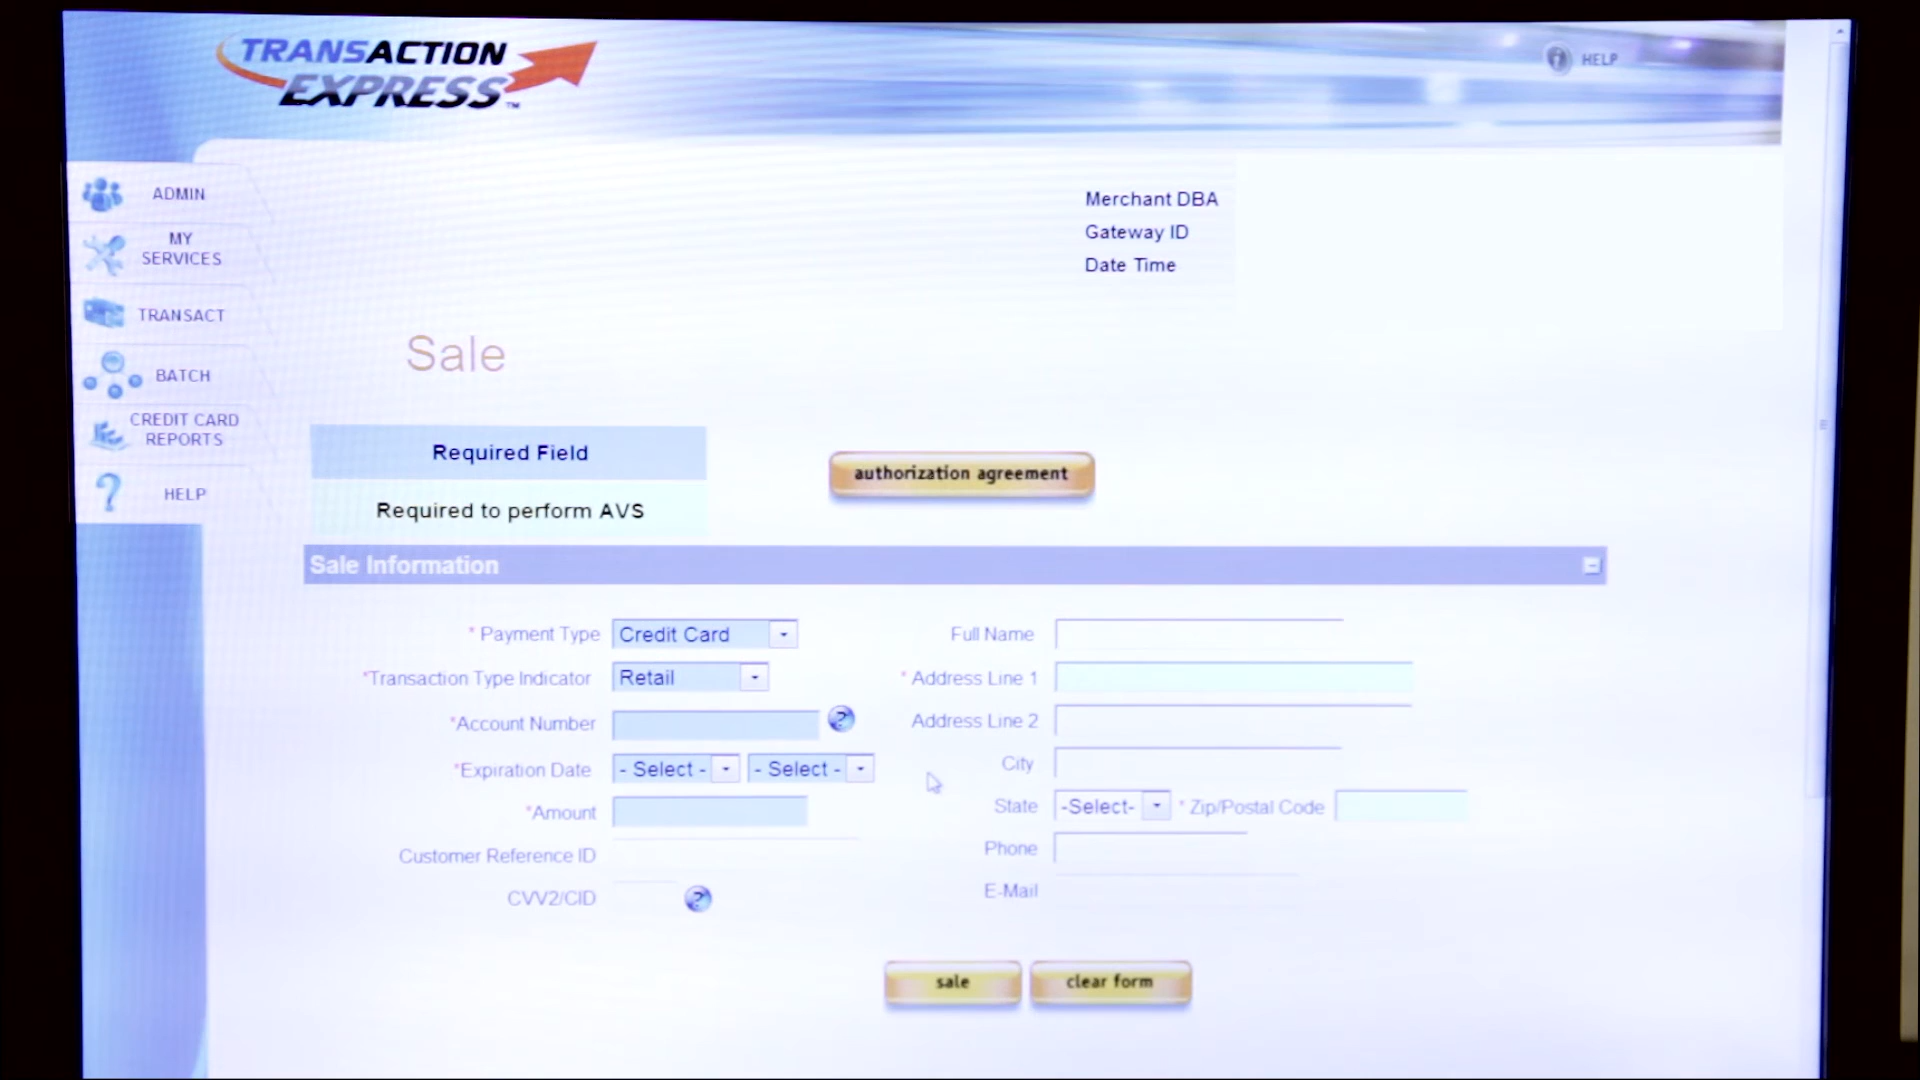 TRANSACTION
EXPRESS™
HELP
ADMIN
MY
SERVICES
TRANSACT
BATCH
CREDIT CARD
REPORTS
HELP
Merchant DBA
Gateway ID
Date Time
Sale
Required Field
Required to perform AVS
authorization agreement
Sale Information
* Payment Type Credit Card
*Transaction Type Indicator Retail
*Account Number
*Expiration Date - Select - - Select -
*Amount
Customer Reference ID
CVV2/CID
Full Name
* Address Line 1
Address Line 2
City
State -Select- * Zip/Postal Code
Phone
E-Mail
sale
clear form